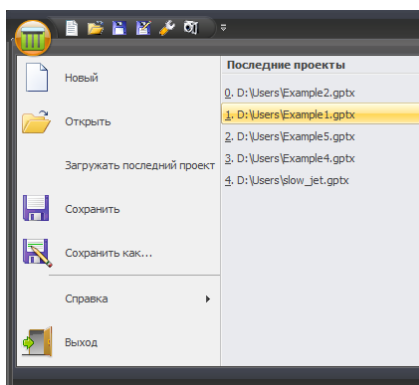 Последние проекты
Новый
0. D:\Users\Example2.gptx
1. D:\Users\Example1.gptx
Открыть
2. D:\Users\Example5.gptx
Загружать последний проект
3. D:\Users\Example4.gptx
4. D:\Users\slow_jet.gptx
Сохранить
Сохранить как...
Справка
Выход